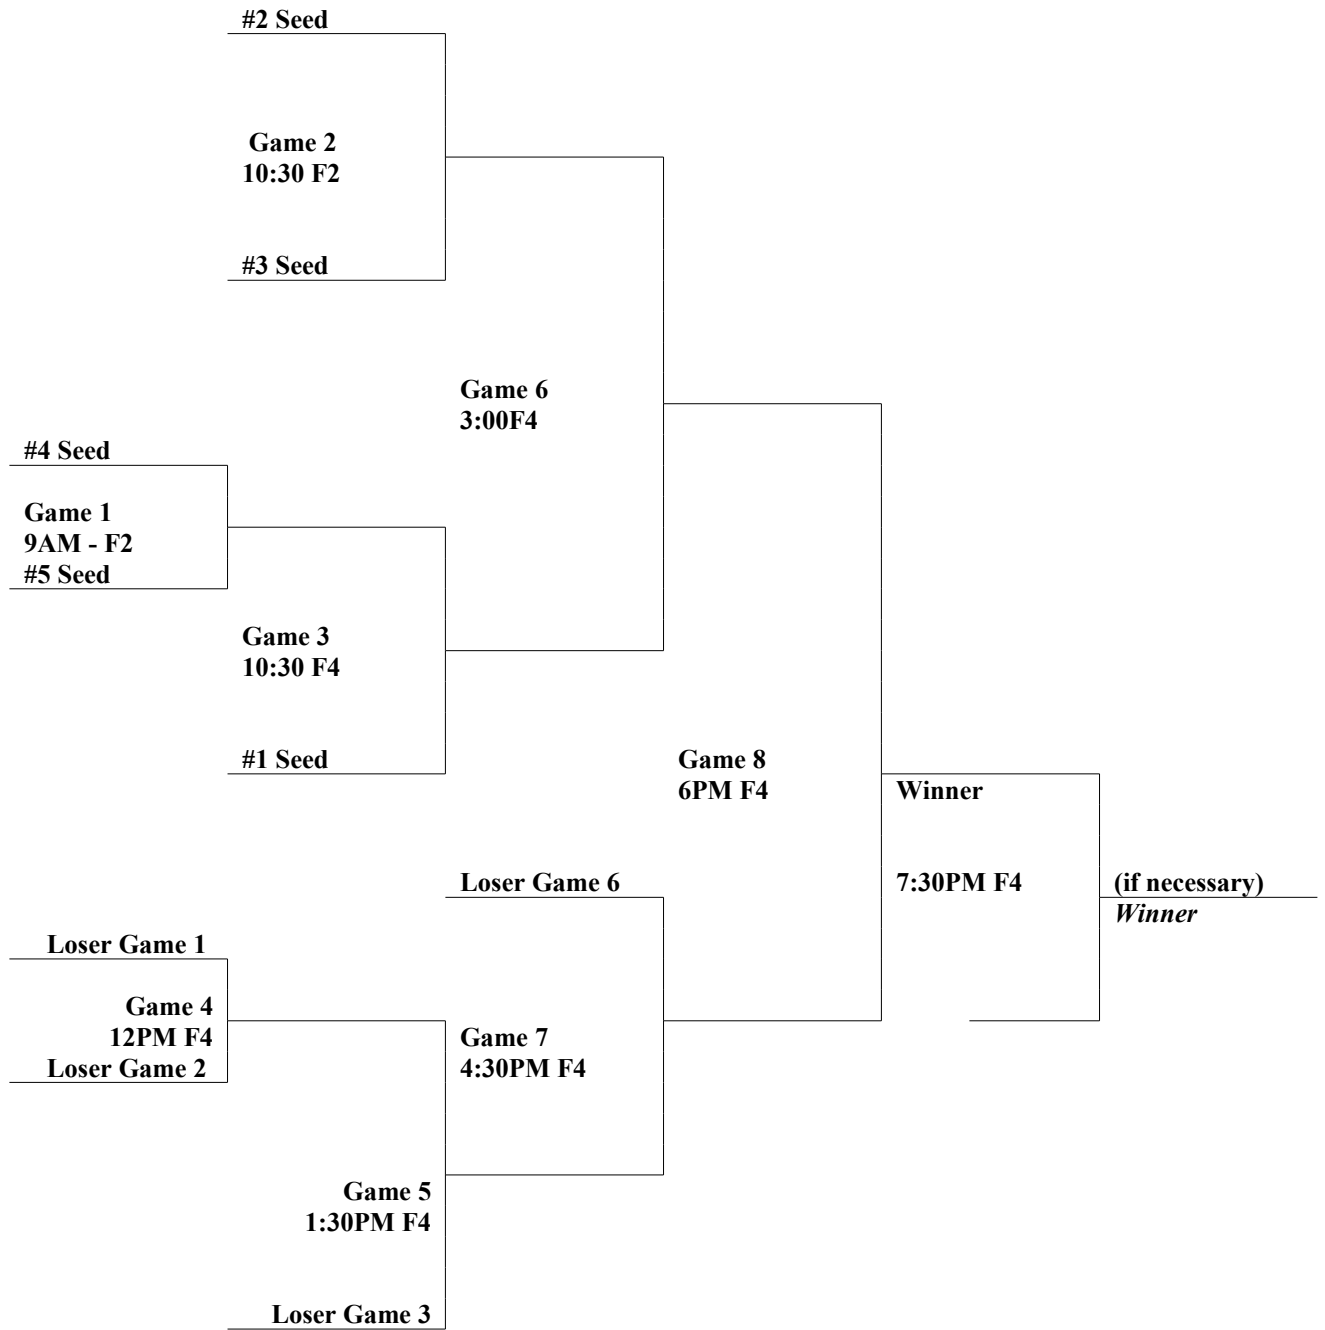 #2 Seed
Game 2
10:30 F2
#3 Seed
Game 6
3:00F4
#4 Seed
Game 1
9AM - F2
#5 Seed
Game 3
10:30 F4
#1 Seed
Game 8
6PM F4
Winner
Loser Game 6
7:30PM F4
(if necessary)
Winner
Loser Game 1
Game 4
12PM F4
Loser Game 2
Game 7
4:30PM F4
Game 5
1:30PM F4
Loser Game 3